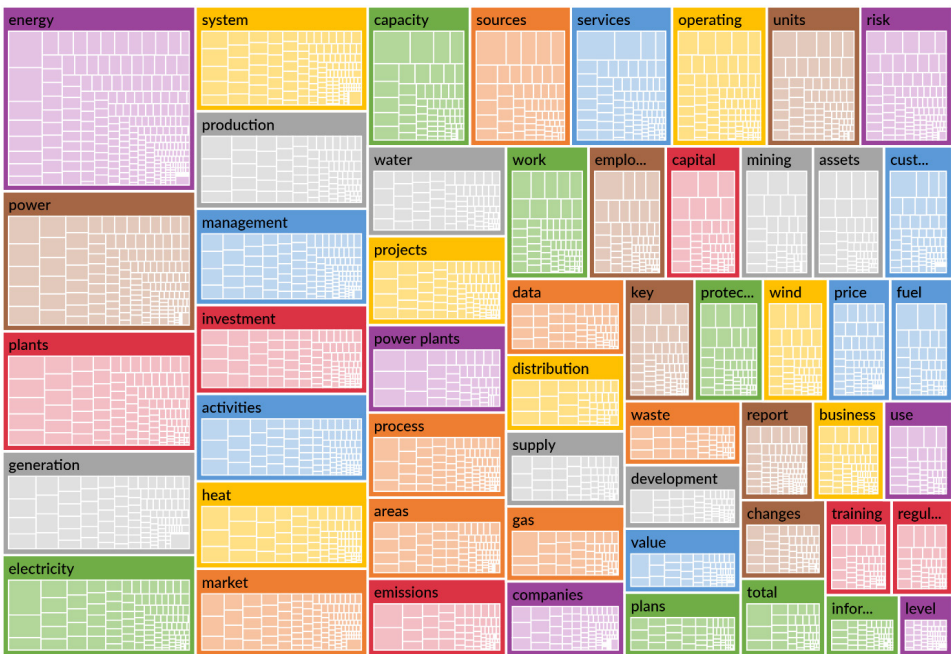 energy
system
capacity
sources
services
operating
units
risk
production
water
work
emplo...
capital
mining
assets
cust...
power
management
projects
data
key
protec...
wind
price
fuel
investment
power plants
plants
distribution
activities
process
waste
report
business
use
supply
generation
development
heat
areas
gas
changes
training
regul...
value
electricity
market
emissions
companies
plans
total
infor...
level